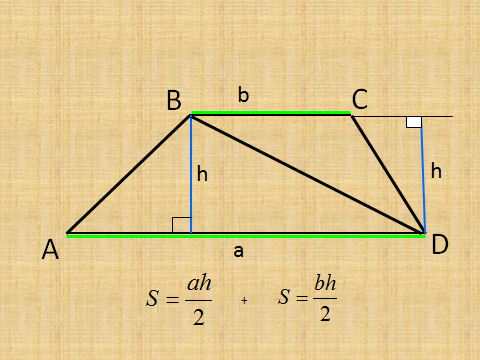 B b C
h h
A a D
S = ah/2 + S = bh/2